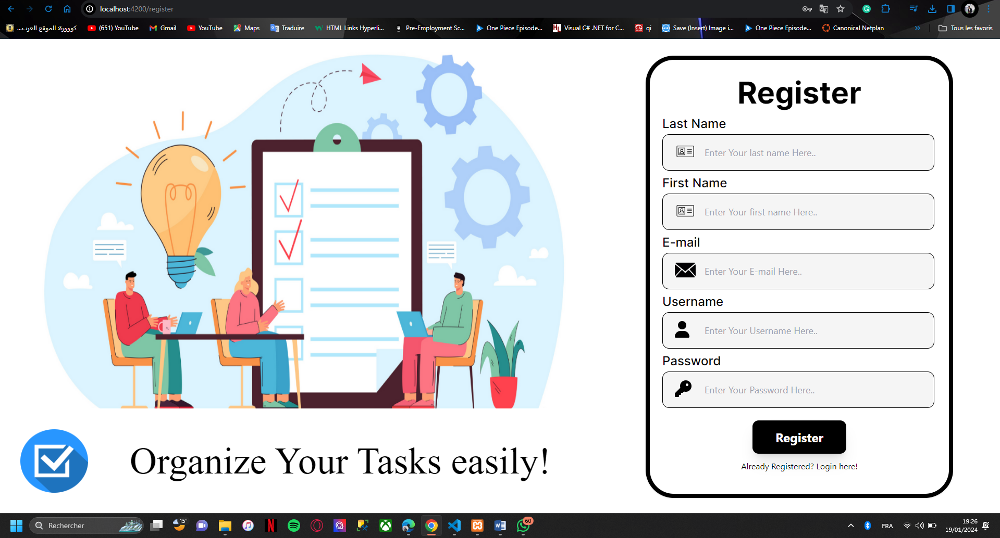 localhost:4200/register
كووورة: الموقع العرب...
(651) YouTube
Gmail
YouTube
Maps
Traduire
HTML Links Hyperli...
Pre-Employment Sc...
One Piece Episode...
Visual C# .NET for C...
qi
Save (Insert) Image i...
One Piece Episode...
Canonical Netplan
Tous les favoris
Register
Last Name
Enter Your last name Here..
First Name
Enter Your first name Here..
E-mail
Enter Your E-mail Here..
Username
Enter Your Username Here..
Password
Enter Your Password Here..
Register
Already Registered? Login here!
Organize Your Tasks easily!
Rechercher
15°
60
FRA
19:26
19/01/2024